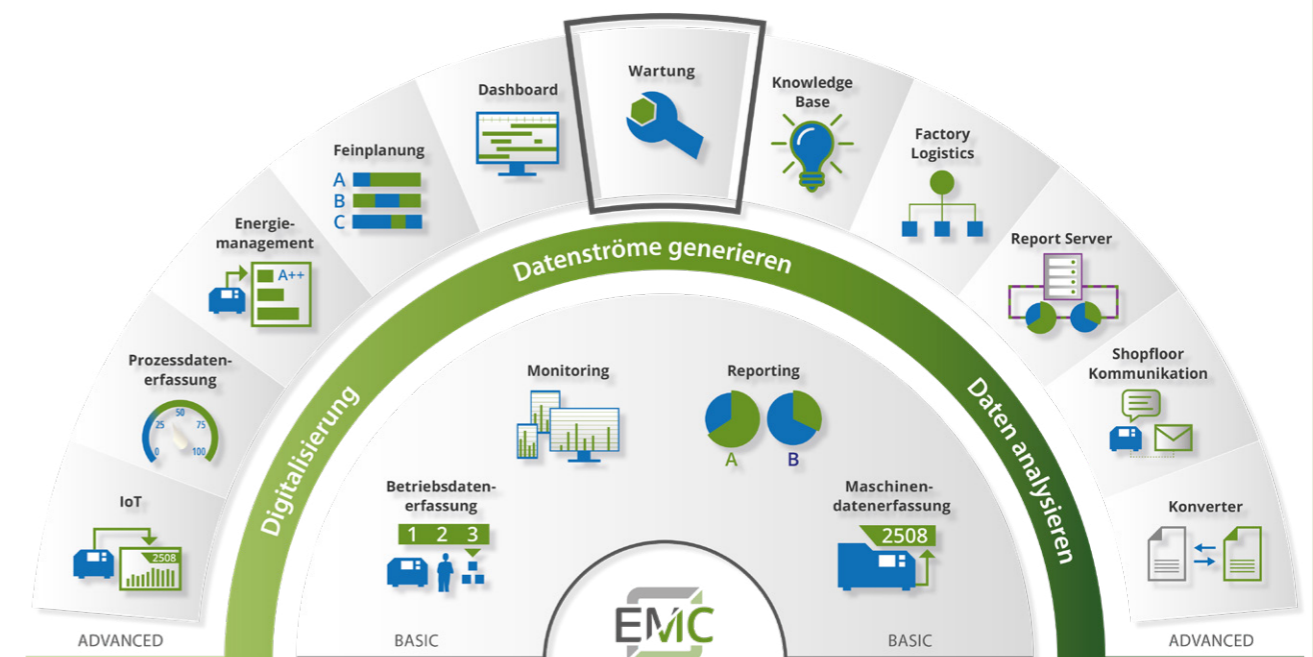 Wartung
Dashboard
Knowledge
Base
Feinplanung
A
B
C
Factory
Logistics
Energie-
management
A++
Report Server
Datenströme generieren
Prozessdaten-
erfassung
0
25
50
75
100
Shopfloor
Kommunikation
Digitalisierung
Daten analysieren
Monitoring
Reporting
A
B
IoT
2508
Betriebsdaten-
erfassung
1 2 3
Maschinen-
datenerfassung
2508
Konverter
EMC
ADVANCED
BASIC
BASIC
ADVANCED